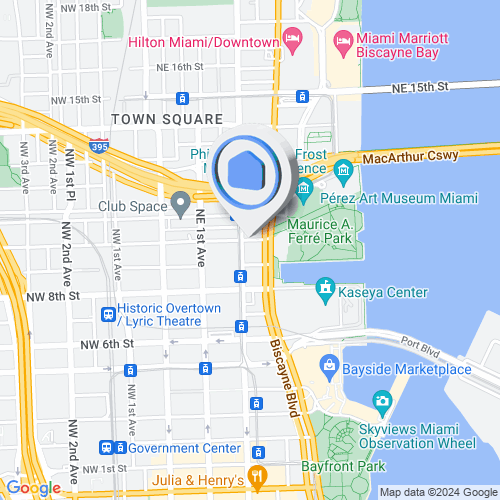 Hilton Miami/Downtown
Miami Marriott
Biscayne Bay
NE 16th St
NW 2nd Ave
NW 15th St
NE 15th St
TOWN SQUARE
395
MacArthur Cswy
Phi
Frost
ence
NW 3rd Ave
NW 2nd Ave
NW 1st Pl
Pérez Art Museum Miami
Club Space
Maurice A.
Ferré Park
NE 1st Ave
NW 1st Ave
NW 2nd Ave
NW 8th St
Kaseya Center
Historic Overtown
/ Lyric Theatre
NW 6th St
Port Blvd
Biscayne Blvd
Bayside Marketplace
NW 1st Ave
NW 2nd Ave
Skyviews Miami
Observation Wheel
Government Center
Bayfront Park
NW 1st St
Julia & Henry's
Google
Map data ©2024 Google